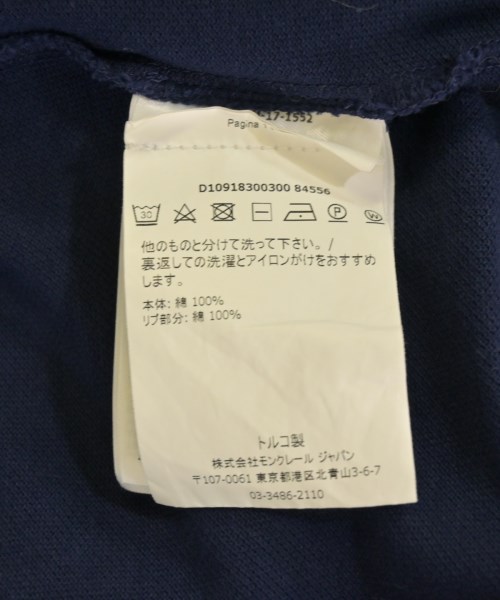 -17-1552
Pagina
D10918300300 84556
30
P
W
他のものと分けて洗って下さい。/
裏返しての洗濯とアイロンがけをおすすめ
します。
本体: 綿 100%
リブ部分: 綿 100%
トルコ製
株式会社モンクレール ジャパン
〒107-0061 東京都港区北青山3-6-7
03-3486-2110